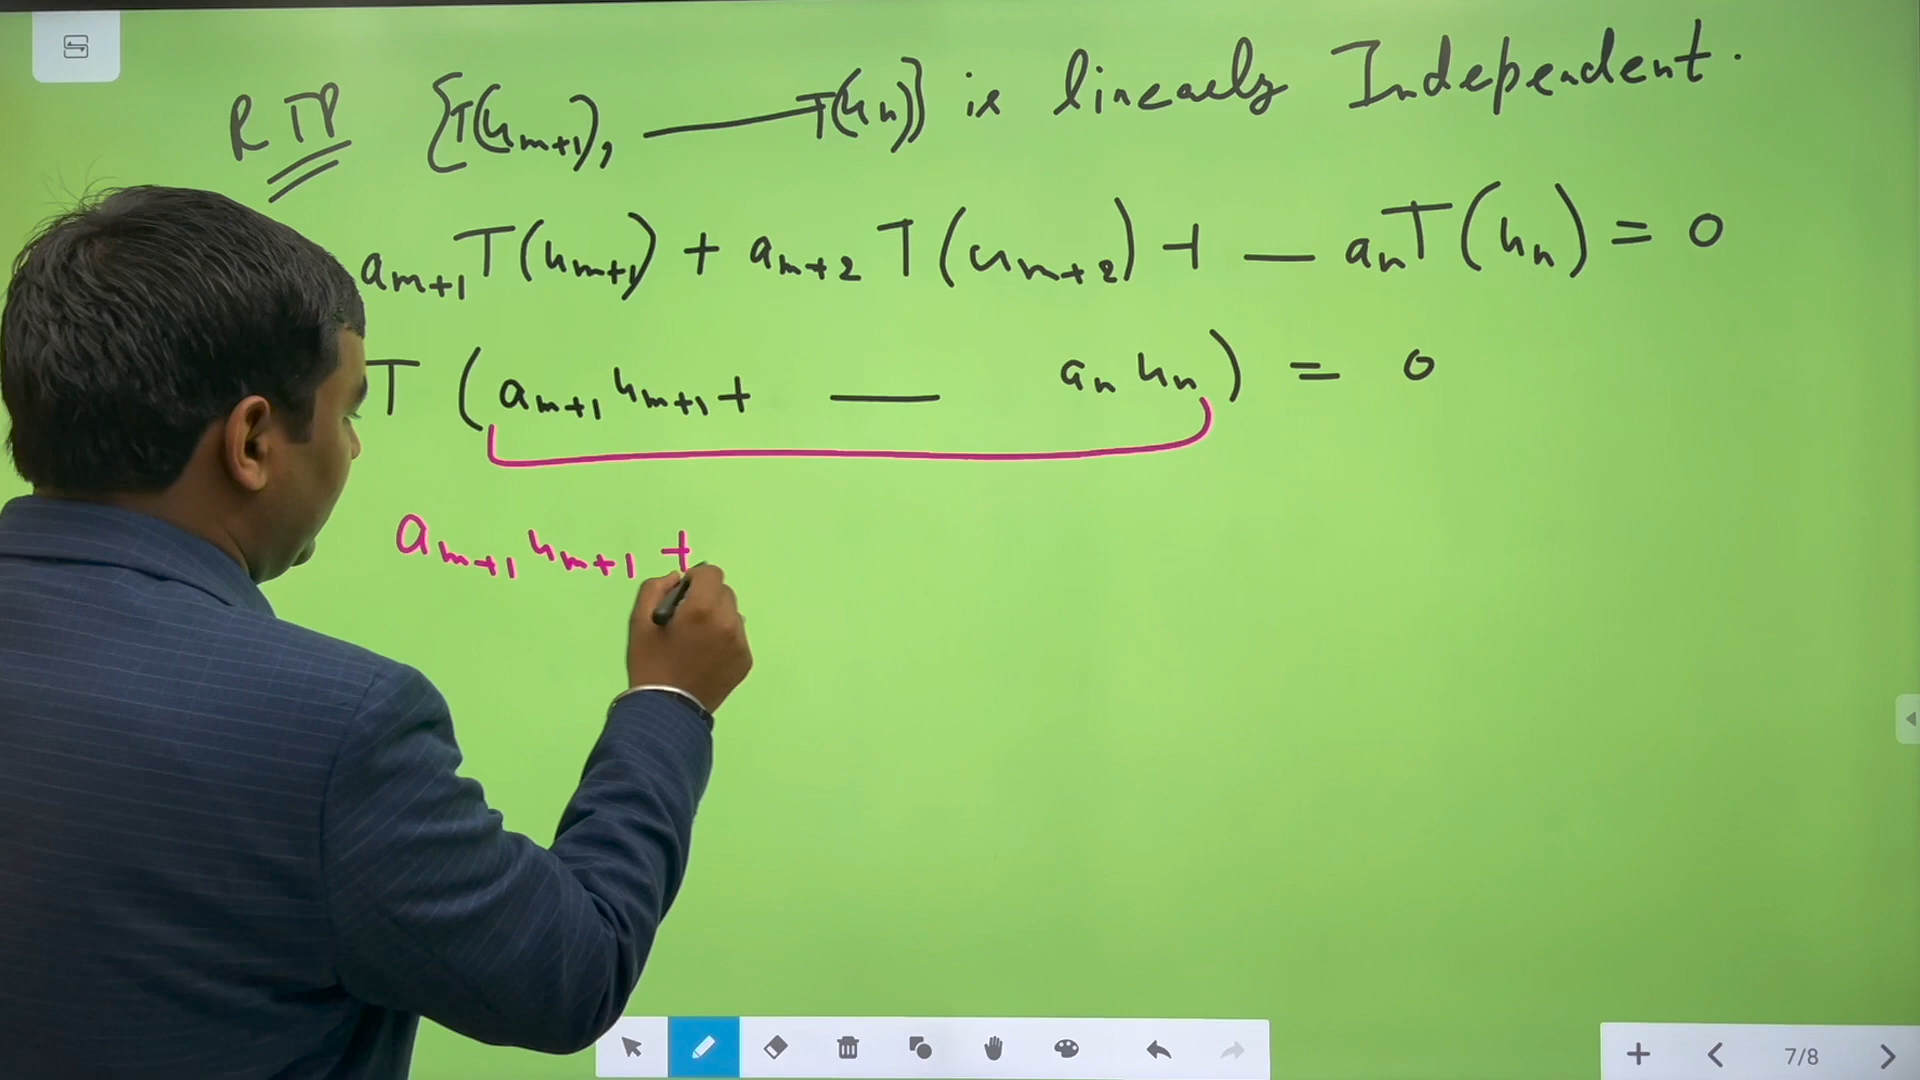 RTP {T(u_{m+1}), — T(u_n)} is linearly Independent.
a_{m+1} T(u_{m+1}) + a_{m+2} T(u_{m+2}) + — a_n T(u_n) = 0
T (a_{m+1} u_{m+1} + — a_n u_n) = 0
a_{m+1} u_{m+1} +
7/8